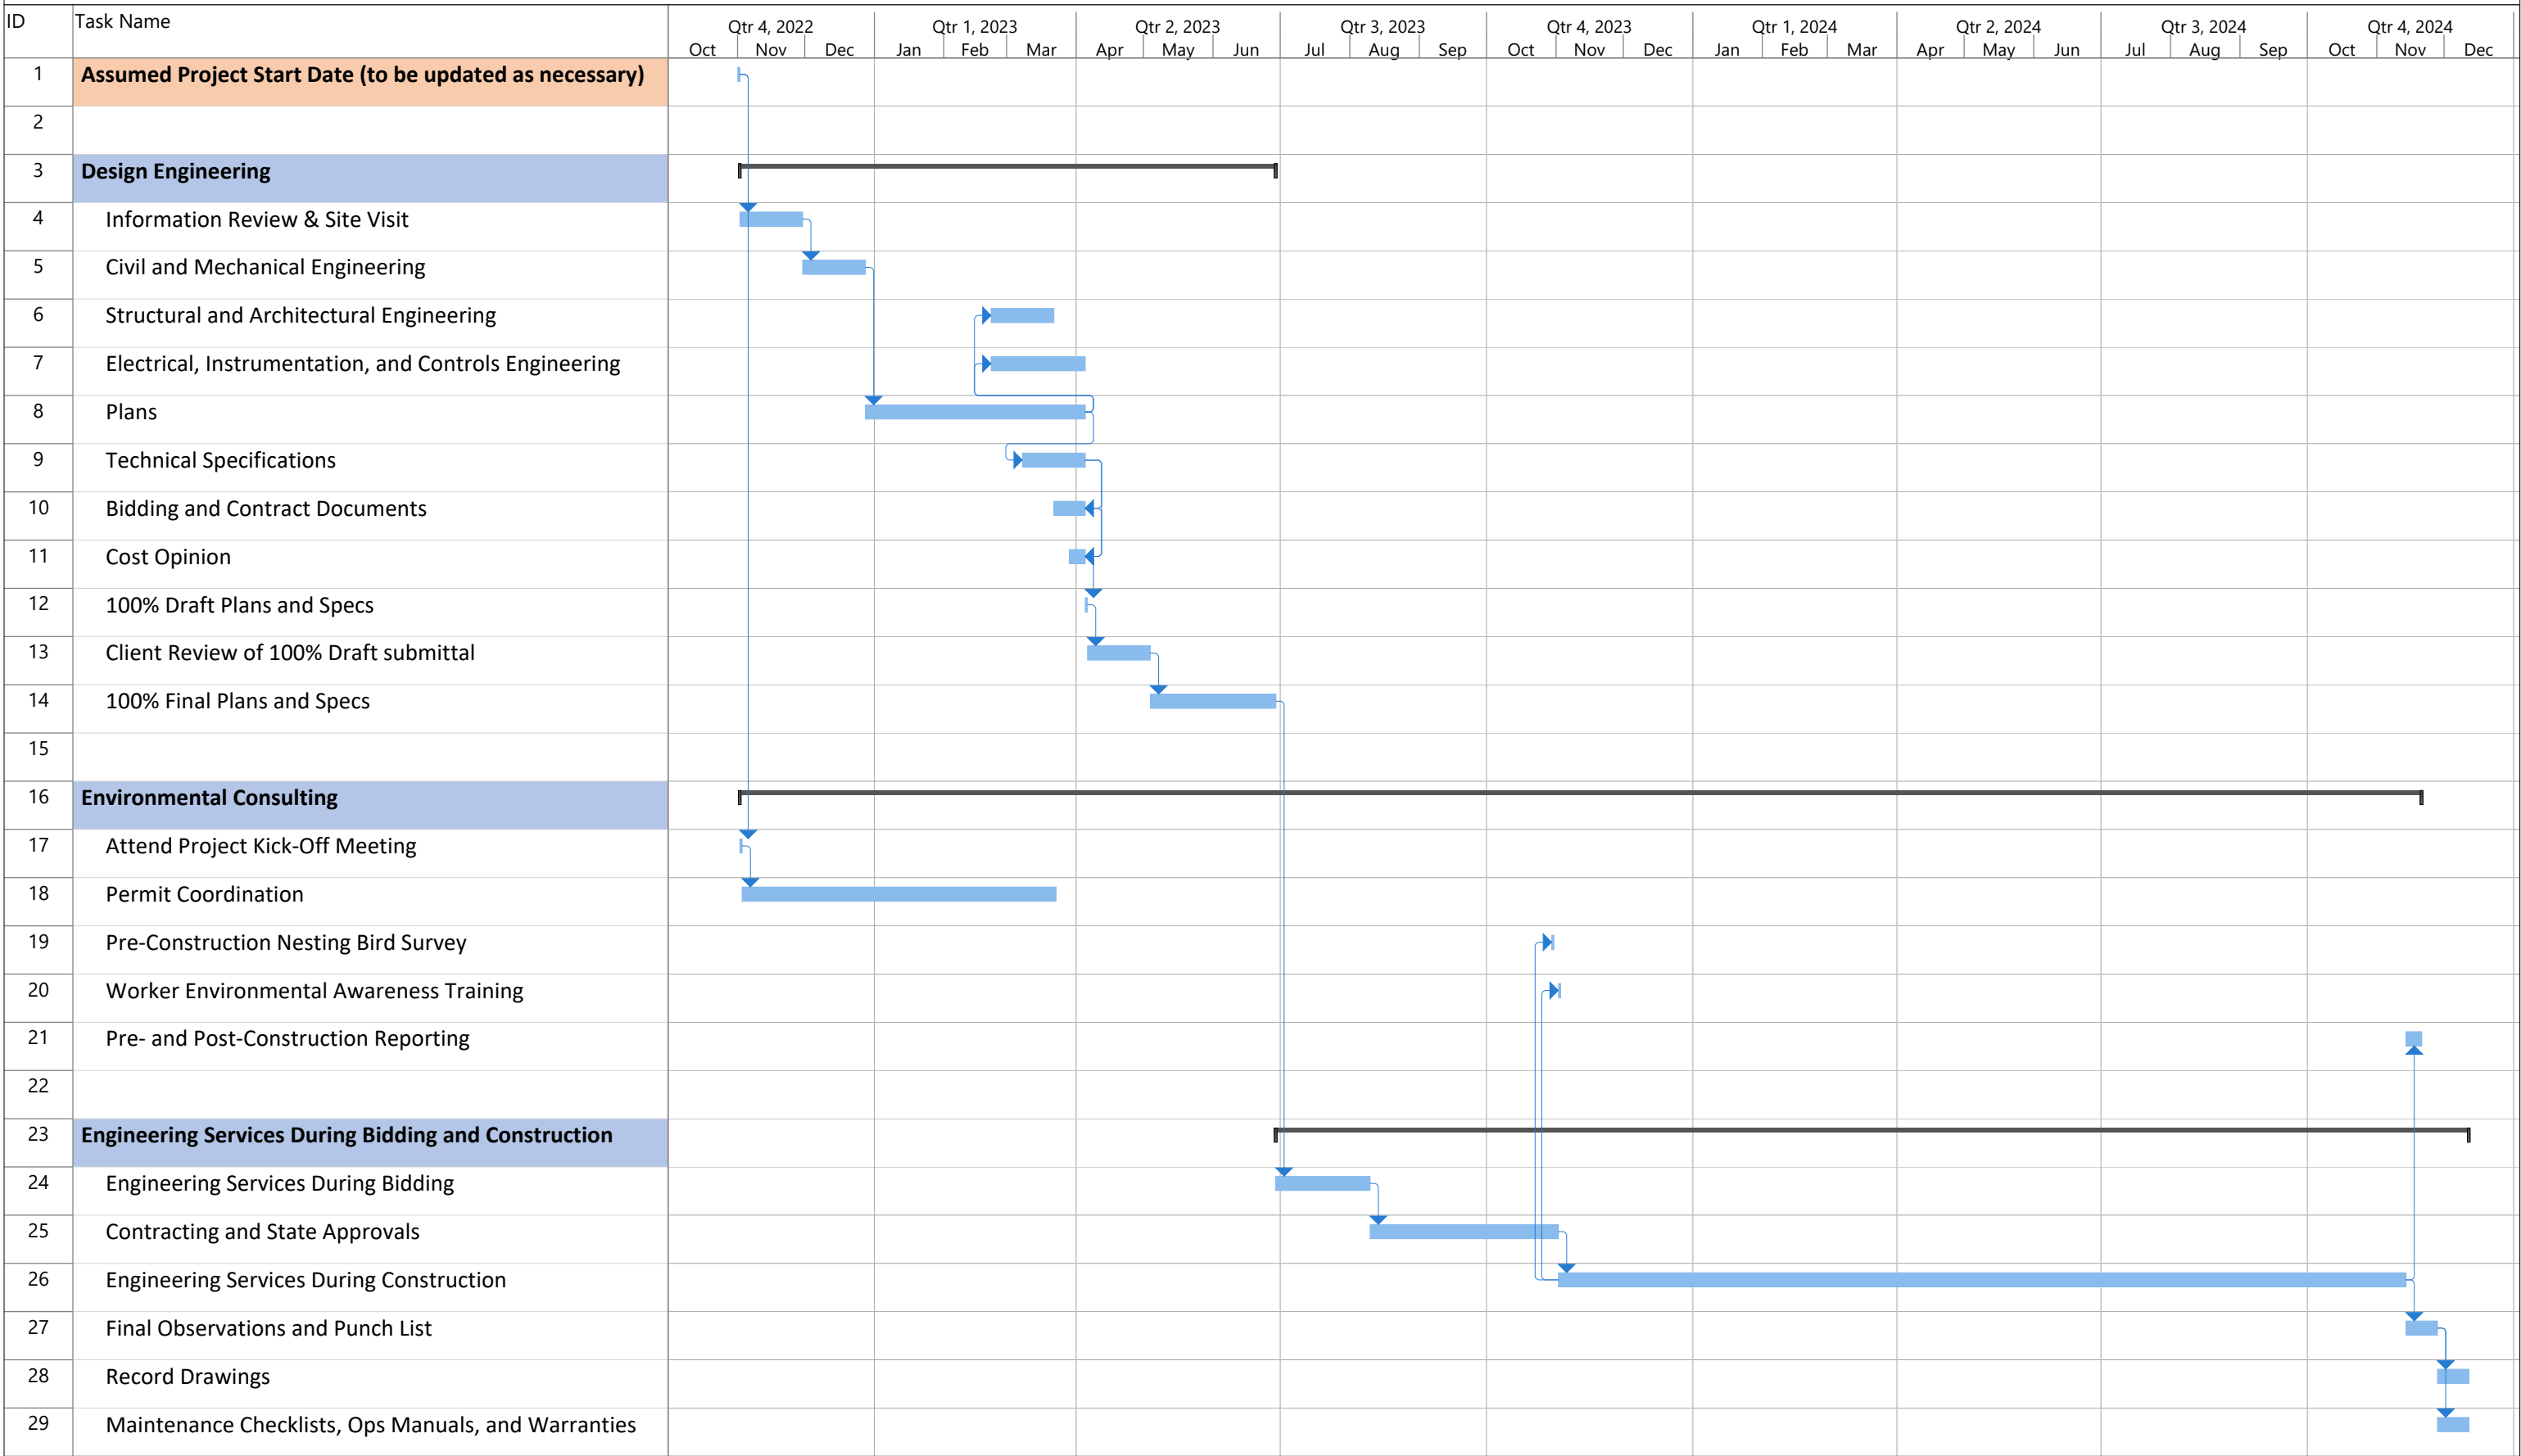 ID Task Name Qtr 4, 2022 Qtr 1, 2023 Qtr 2, 2023 Qtr 3, 2023 Qtr 4, 2023 Qtr 1, 2024 Qtr 2, 2024 Qtr 3, 2024 Qtr 4, 2024
Oct Nov Dec Jan Feb Mar Apr May Jun Jul Aug Sep Oct Nov Dec Jan Feb Mar Apr May Jun Jul Aug Sep Oct Nov Dec
1 Assumed Project Start Date (to be updated as necessary)
2
3 Design Engineering
4 Information Review & Site Visit
5 Civil and Mechanical Engineering
6 Structural and Architectural Engineering
7 Electrical, Instrumentation, and Controls Engineering
8 Plans
9 Technical Specifications
10 Bidding and Contract Documents
11 Cost Opinion
12 100% Draft Plans and Specs
13 Client Review of 100% Draft submittal
14 100% Final Plans and Specs
15
16 Environmental Consulting
17 Attend Project Kick-Off Meeting
18 Permit Coordination
19 Pre-Construction Nesting Bird Survey
20 Worker Environmental Awareness Training
21 Pre- and Post-Construction Reporting
22
23 Engineering Services During Bidding and Construction
24 Engineering Services During Bidding
25 Contracting and State Approvals
26 Engineering Services During Construction
27 Final Observations and Punch List
28 Record Drawings
29 Maintenance Checklists, Ops Manuals, and Warranties